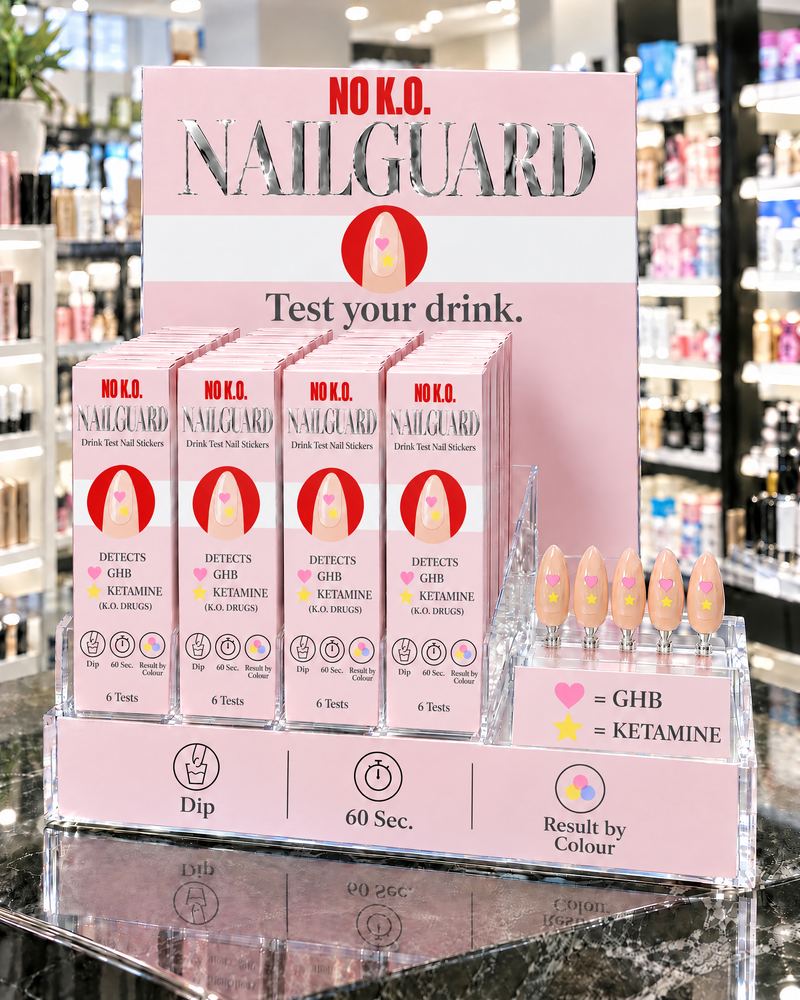 NO K.O.
NAILGUARD
Test your drink.
NO K.O.
NAILGUARD
Drink Test Nail Stickers
DETECTS
GHB
KETAMINE
(K.O. DRUGS)
Dip
60 Sec.
Result by
Colour
6 Tests
NO K.O.
NAILGUARD
Drink Test Nail Stickers
DETECTS
GHB
KETAMINE
(K.O. DRUGS)
Dip
60 Sec.
Result by
Colour
6 Tests
NO K.O.
NAILGUARD
Drink Test Nail Stickers
DETECTS
GHB
KETAMINE
(K.O. DRUGS)
Dip
60 Sec.
Result by
Colour
6 Tests
NO K.O.
NAILGUARD
Drink Test Nail Stickers
DETECTS
GHB
KETAMINE
(K.O. DRUGS)
Dip
60 Sec.
Result by
Colour
6 Tests
= GHB
= KETAMINE
Dip
60 Sec.
Result by
Colour